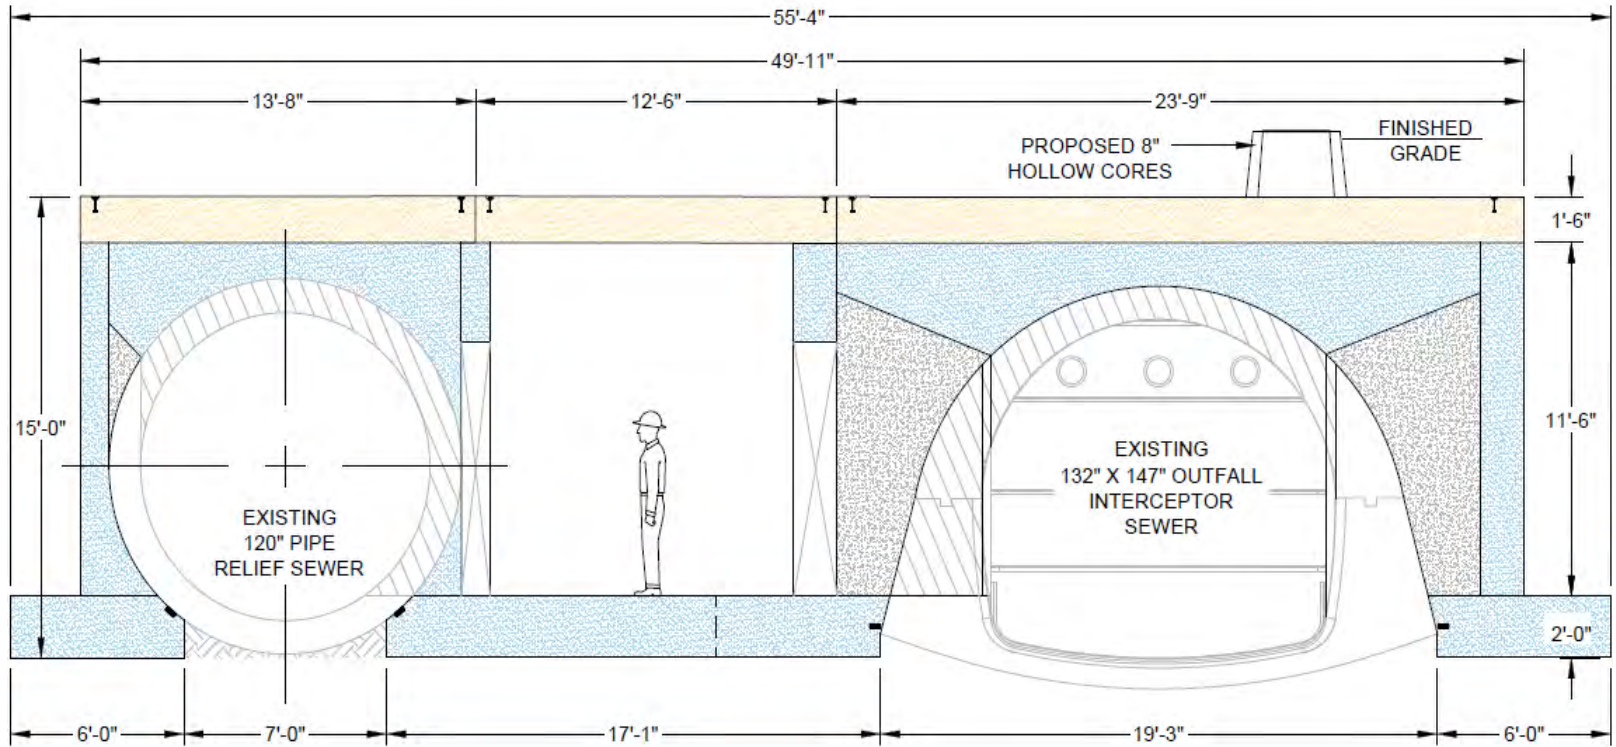 55'-4"
49'-11"
13'-8"
12'-6"
23'-9"
PROPOSED 8"
HOLLOW CORES
FINISHED
GRADE
1'-6"
15'-0"
11'-6"
EXISTING
120" PIPE
RELIEF SEWER
EXISTING
132" X 147" OUTFALL
INTERCEPTOR
SEWER
2'-0"
6'-0"
7'-0"
17'-1"
19'-3"
6'-0"